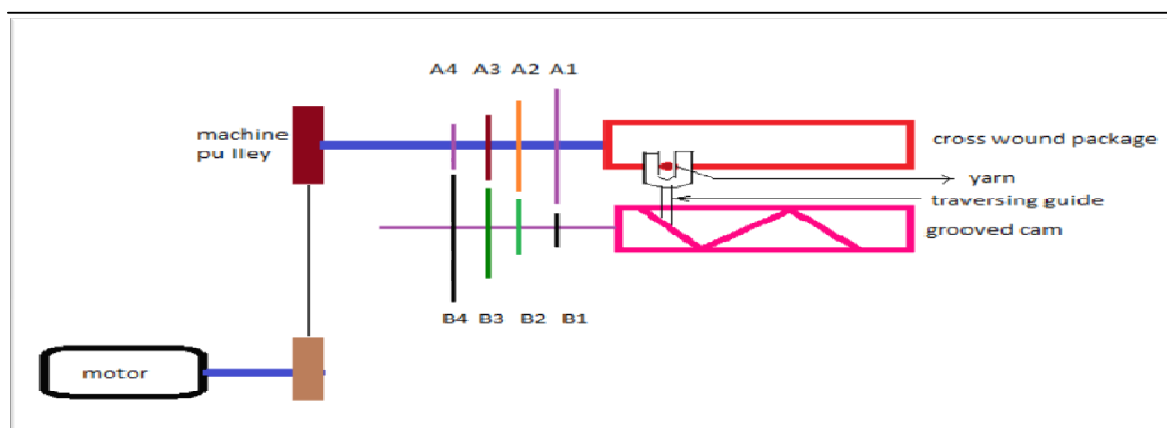 A4 A3 A2 A1
machine
pu lley
cross wound package
yarn
traversing guide
grooved cam
B4 B3 B2 B1
motor